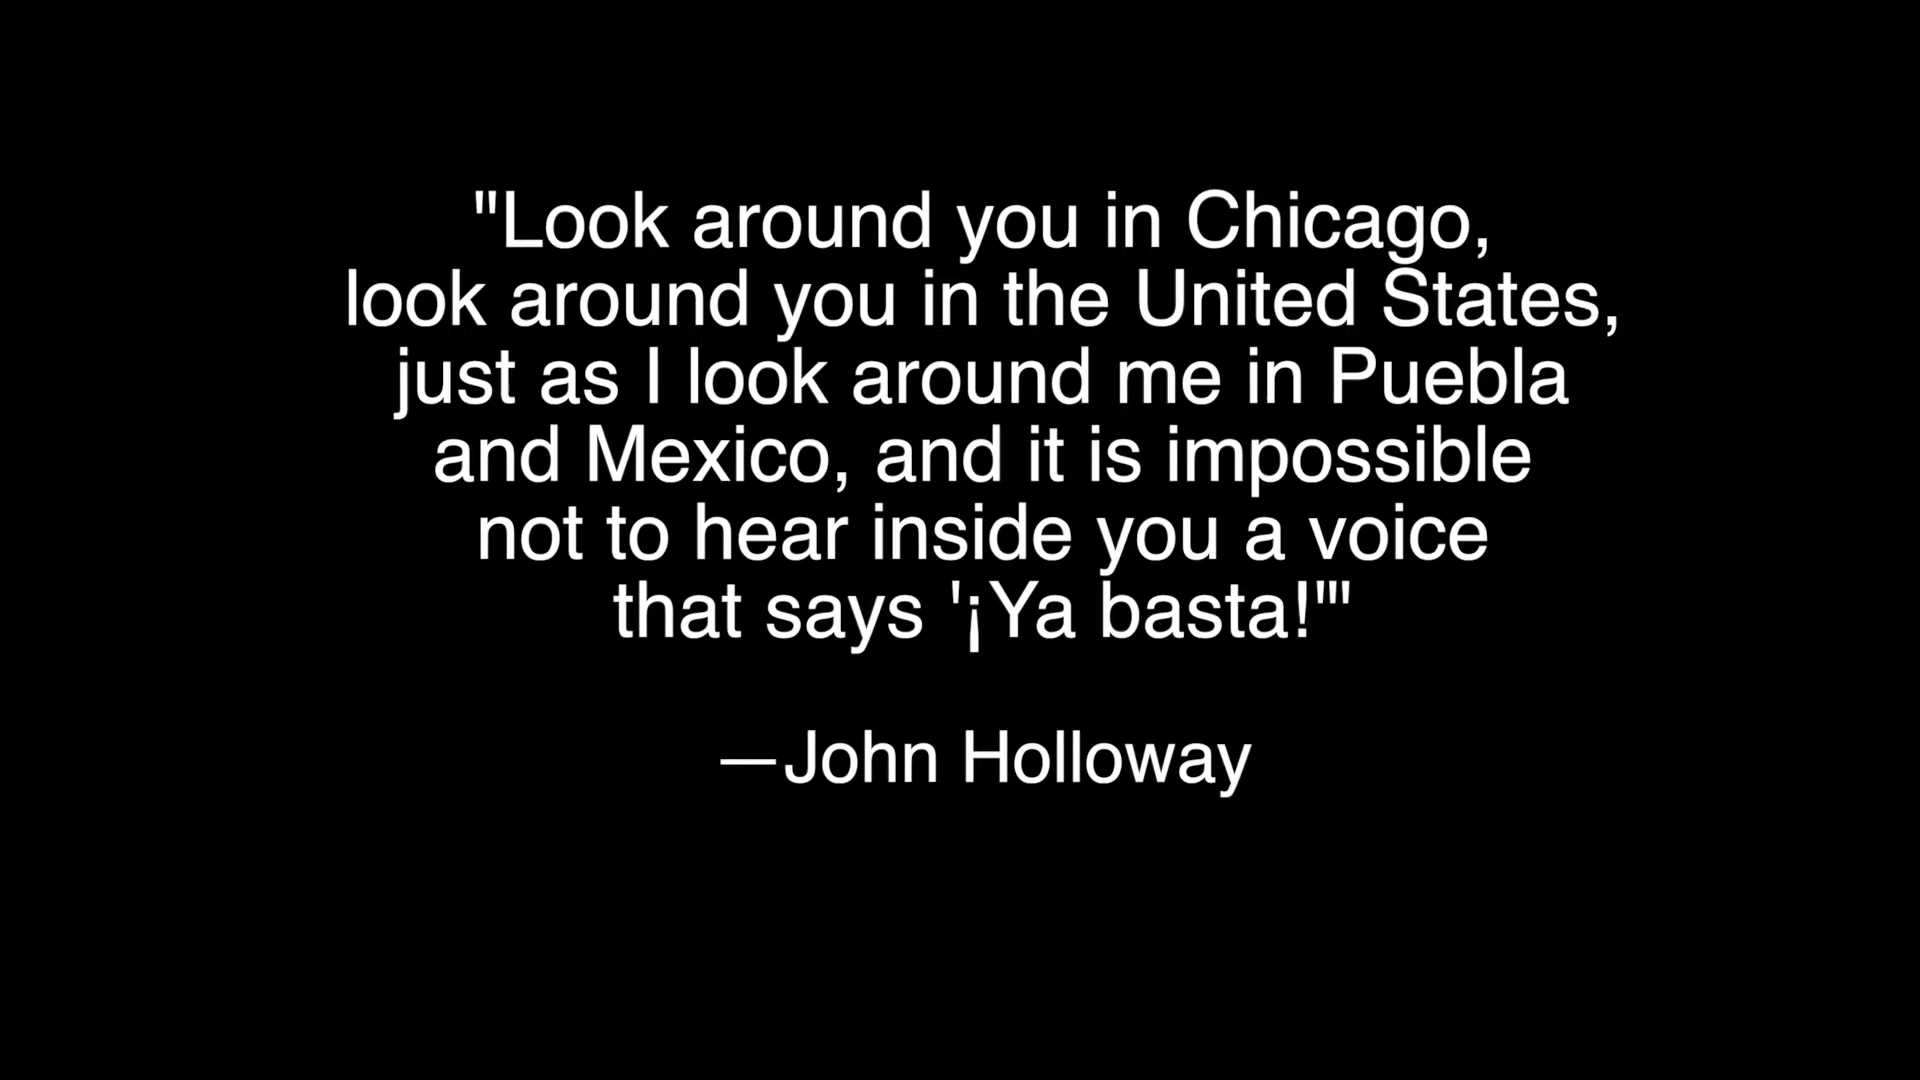 "Look around you in Chicago,
look around you in the United States,
just as I look around me in Puebla
and Mexico, and it is impossible
not to hear inside you a voice
that says '¡Ya basta!'"
—John Holloway